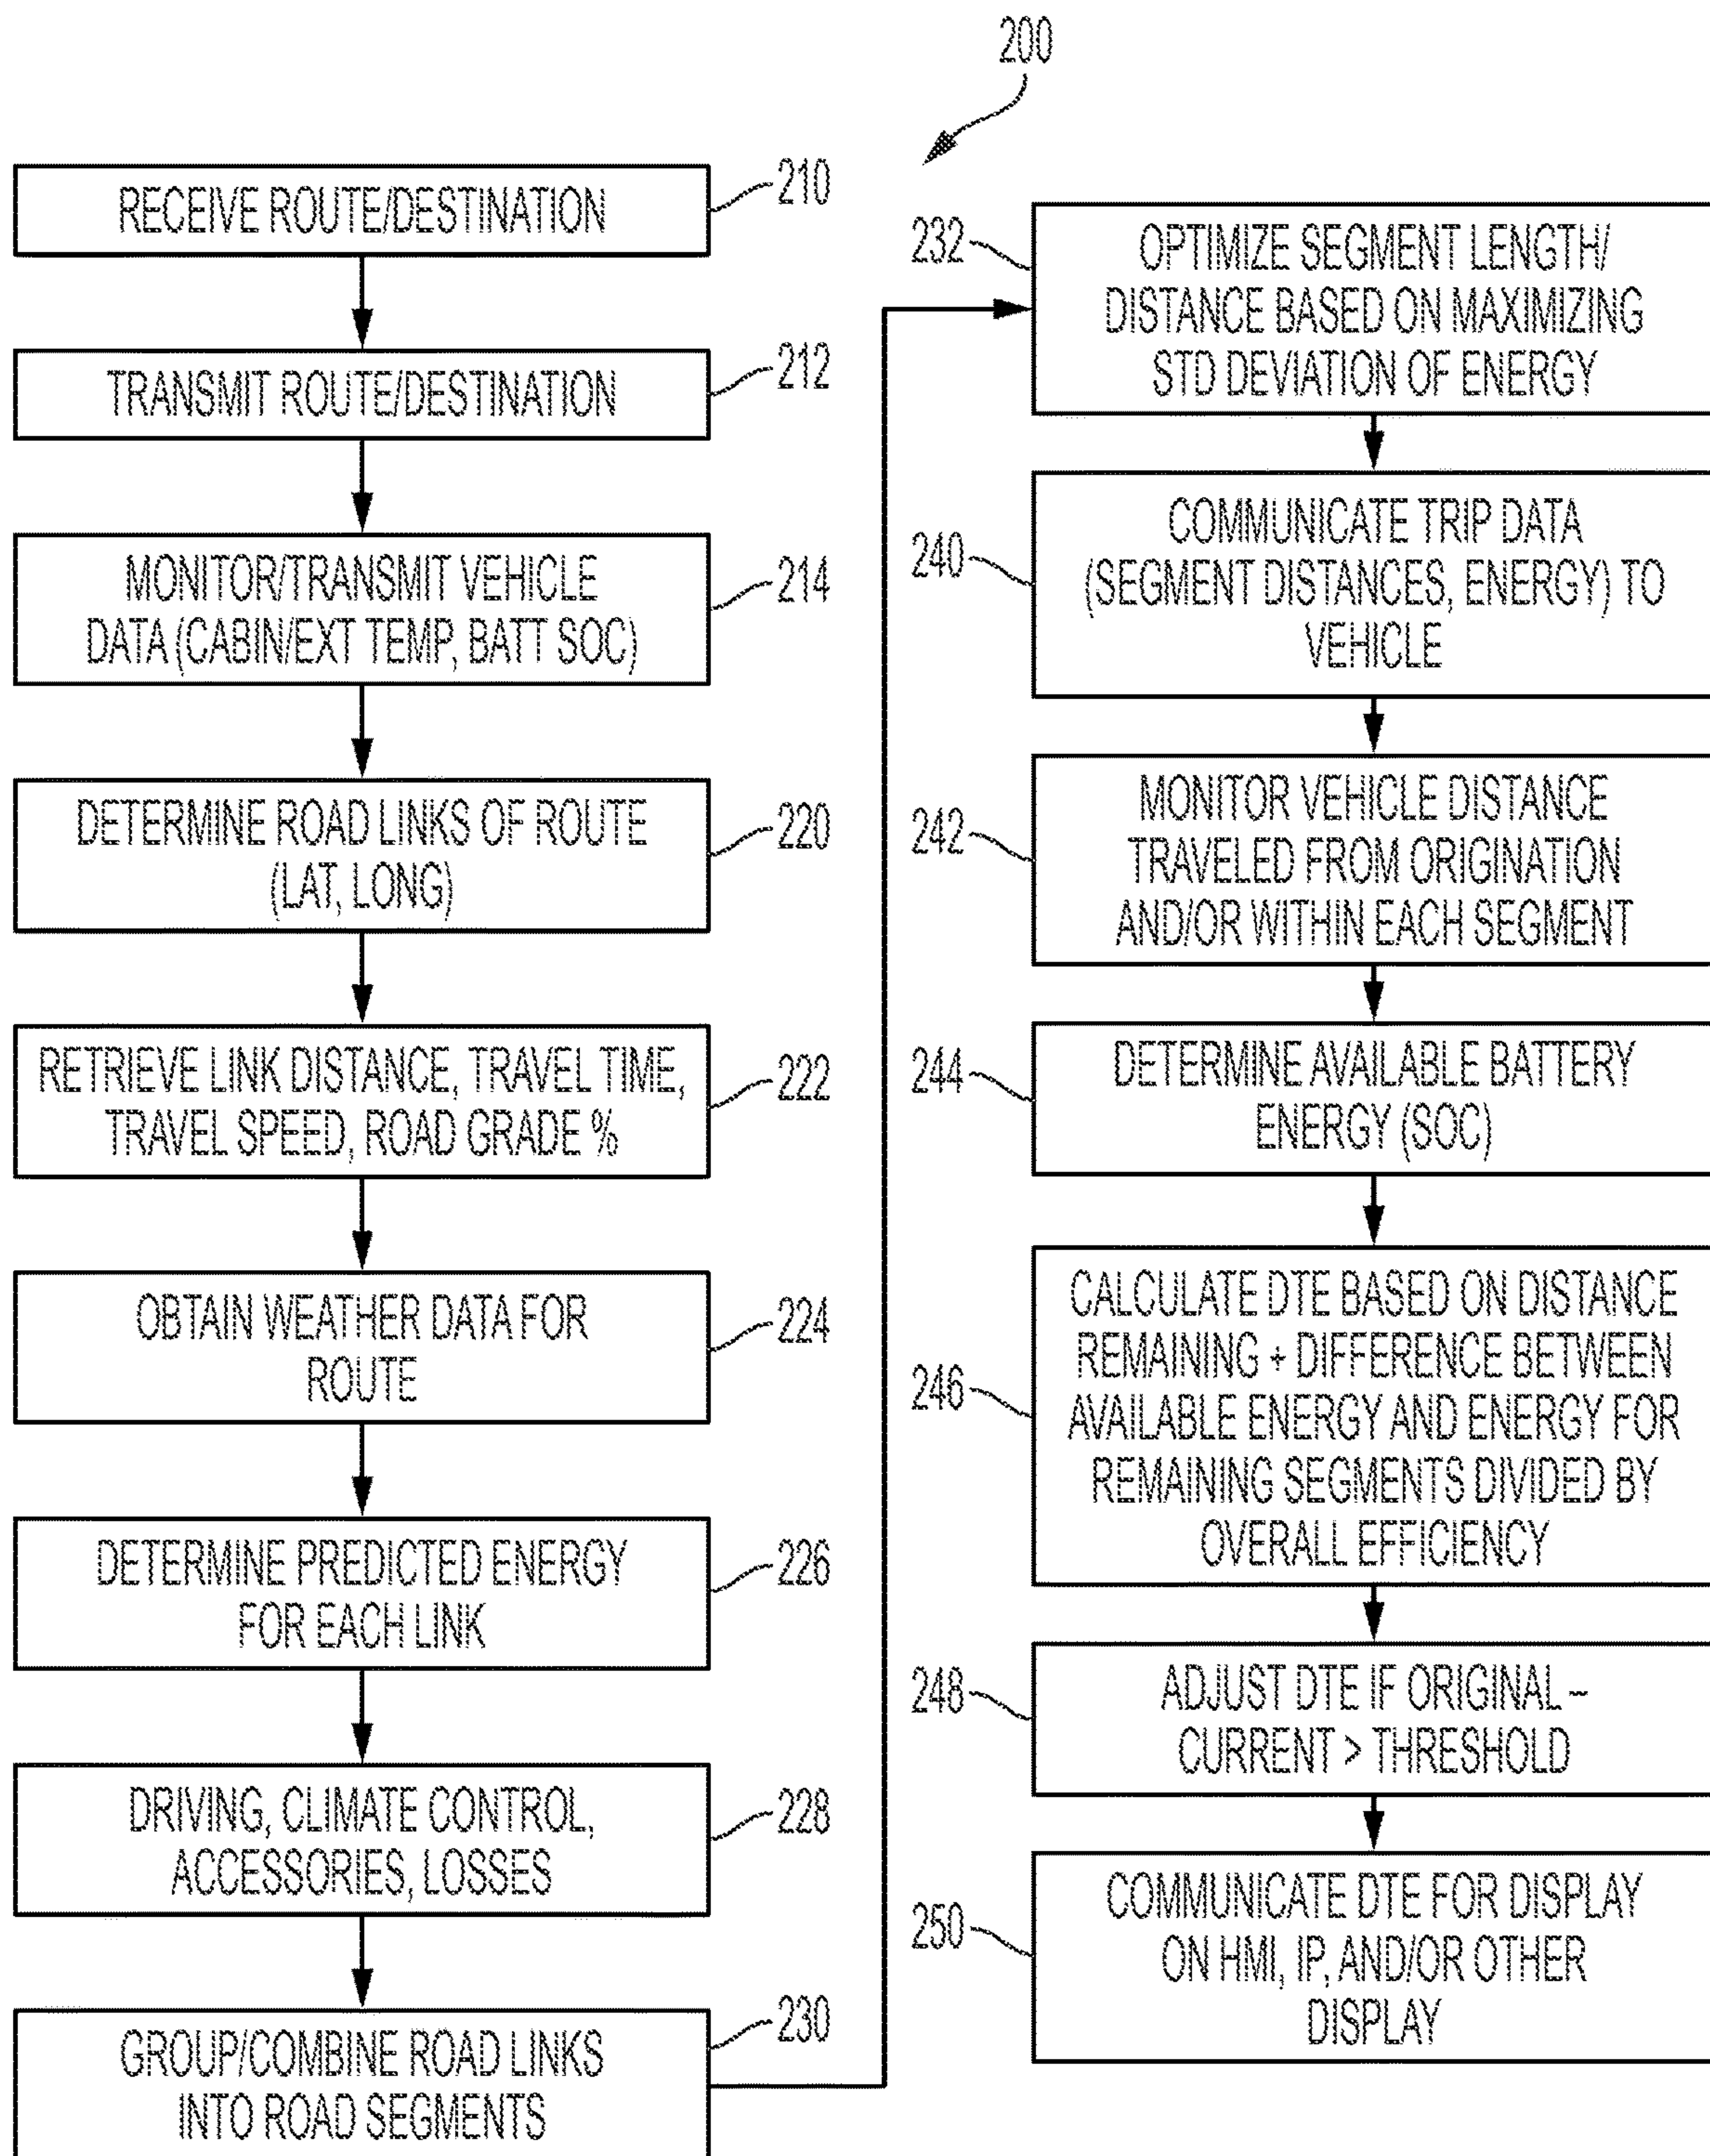 200
RECEIVE ROUTE/DESTINATION
210
TRANSMIT ROUTE/DESTINATION
212
MONITOR/TRANSMIT VEHICLE
DATA (CABIN/EXT TEMP, BATT SOC)
214
DETERMINE ROAD LINKS OF ROUTE
(LAT, LONG)
220
RETRIEVE LINK DISTANCE, TRAVEL TIME,
TRAVEL SPEED, ROAD GRADE %
222
OBTAIN WEATHER DATA FOR
ROUTE
224
DETERMINE PREDICTED ENERGY
FOR EACH LINK
226
DRIVING, CLIMATE CONTROL,
ACCESSORIES, LOSSES
228
GROUP/COMBINE ROAD LINKS
INTO ROAD SEGMENTS
230
232
OPTIMIZE SEGMENT LENGTH/
DISTANCE BASED ON MAXIMIZING
STD DEVIATION OF ENERGY
240
COMMUNICATE TRIP DATA
(SEGMENT DISTANCES, ENERGY) TO
VEHICLE
242
MONITOR VEHICLE DISTANCE
TRAVELED FROM ORIGINATION
AND/OR WITHIN EACH SEGMENT
244
DETERMINE AVAILABLE BATTERY
ENERGY (SOC)
246
CALCULATE DTE BASED ON DISTANCE
REMAINING + DIFFERENCE BETWEEN
AVAILABLE ENERGY AND ENERGY FOR
REMAINING SEGMENTS DIVIDED BY
OVERALL EFFICIENCY
248
ADJUST DTE IF ORIGINAL –
CURRENT > THRESHOLD
250
COMMUNICATE DTE FOR DISPLAY
ON HMI, IP, AND/OR OTHER
DISPLAY